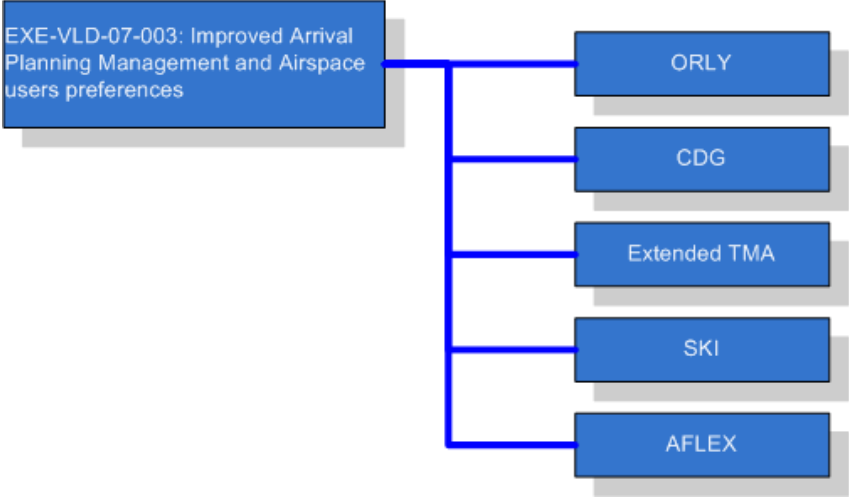 EXE-VLD-07-003: Improved Arrival
Planning Management and Airspace
users preferences
ORLY
CDG
Extended TMA
SKI
AFLEX